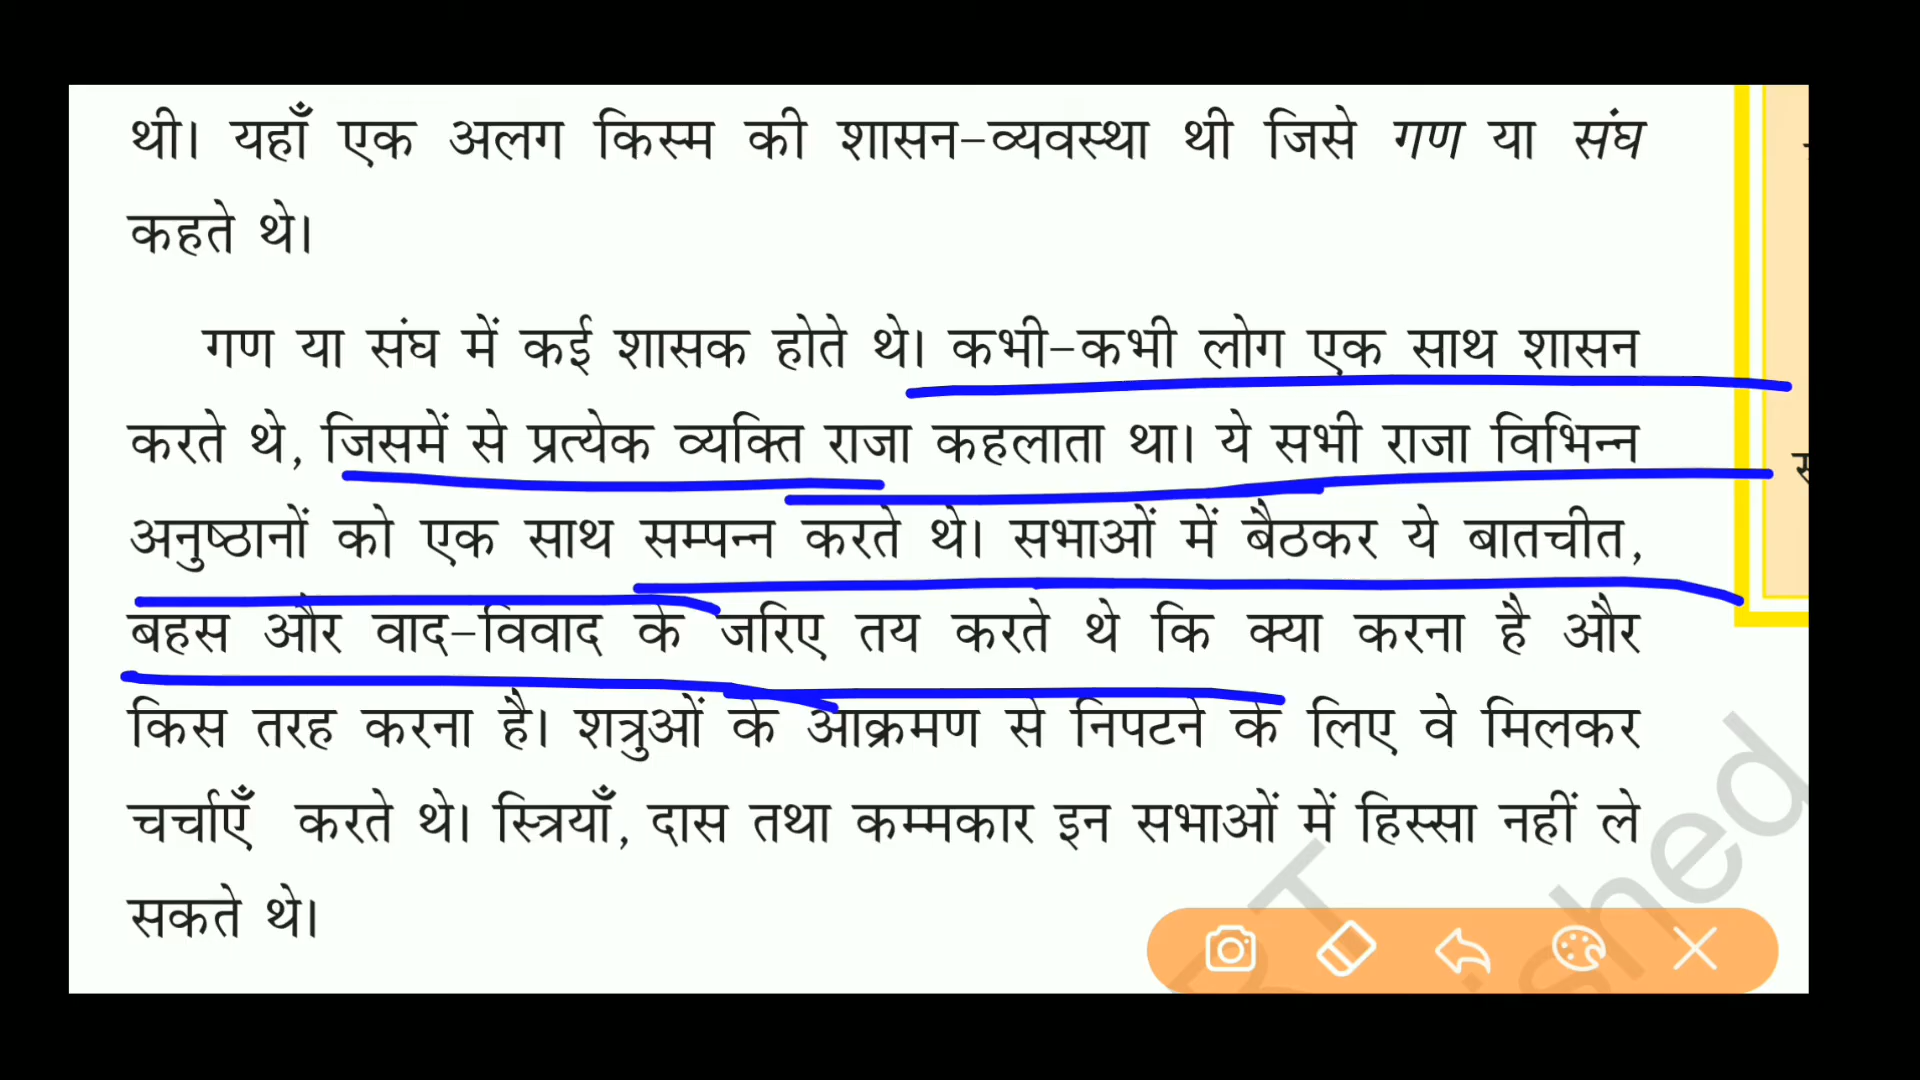 थी। यहाँ एक अलग किस्म की शासन-व्यवस्था थी जिसे गण या संघ
कहते थे।
गण या संघ में कई शासक होते थे। कभी-कभी लोग एक साथ शासन
करते थे, जिसमें से प्रत्येक व्यक्ति राजा कहलाता था। ये सभी राजा विभिन्न
अनुष्ठानों को एक साथ सम्पन्न करते थे। सभाओं में बैठकर ये बातचीत,
बहस और वाद-विवाद के जरिए तय करते थे कि क्या करना है और
किस तरह करना है। शत्रुओं के आक्रमण से निपटने के लिए वे मिलकर
चर्चाएँ करते थे। स्त्रियाँ, दास तथा कम्मकार इन सभाओं में हिस्सा नहीं ले
सकते थे।